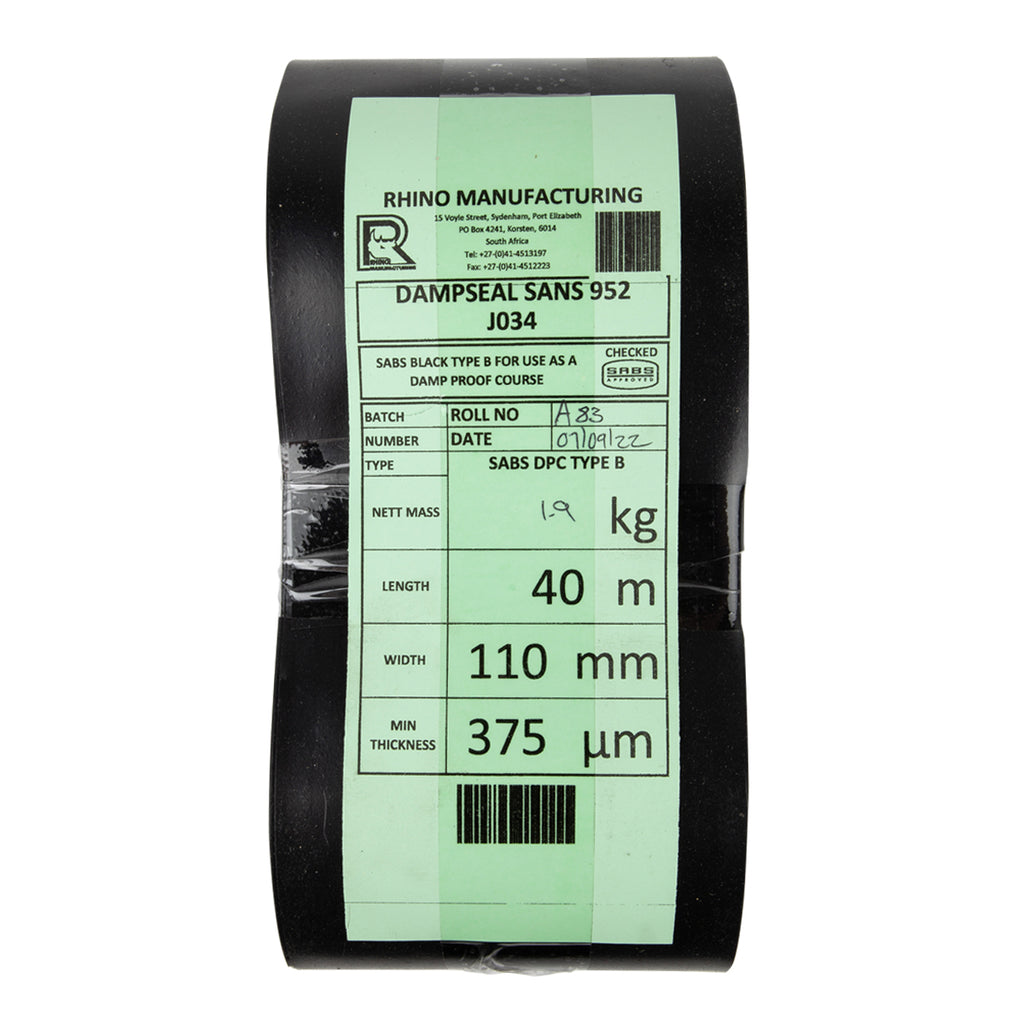 RHINO MANUFACTURING
15 Voyle Street, Sydenham, Port Elizabeth
PO Box 4241, Korsten, 6014
South Africa
Tel: +27-(0)41-4513197
Fax: +27-(0)41-4512223
R
RHINO
MANUFACTURING
DAMPSEAL SANS 952
J034
SABS BLACK TYPE B FOR USE AS A
DAMP PROOF COURSE
CHECKED
SABS
APPROVED
BATCH ROLL NO A 83
NUMBER DATE 07/09/22
TYPE SABS DPC TYPE B
NETT MASS 1.9 kg
LENGTH 40 m
WIDTH 110 mm
MIN
THICKNESS 375 µm